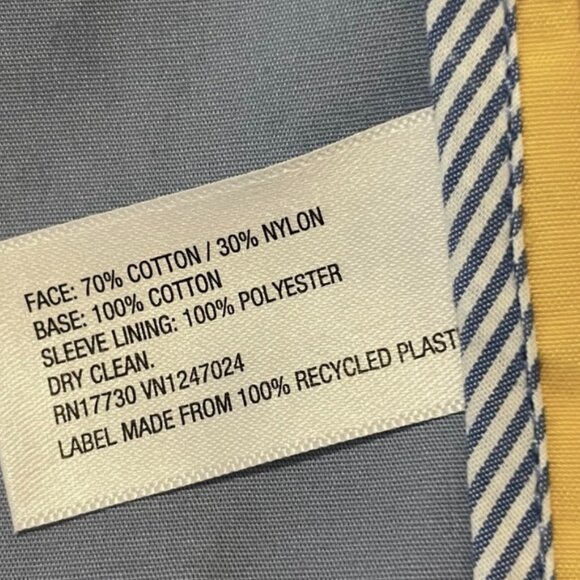 FACE: 70% COTTON / 30% NYLON
BASE: 100% COTTON
SLEEVE LINING: 100% POLYESTER
DRY CLEAN.
RN17730 VN1247024
LABEL MADE FROM 100% RECYCLED PLAST